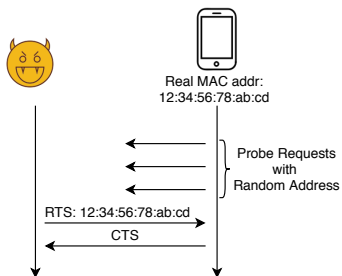 Real MAC addr:
12:34:56:78:ab:cd
Probe Requests
with
Random Address
RTS: 12:34:56:78:ab:cd
CTS